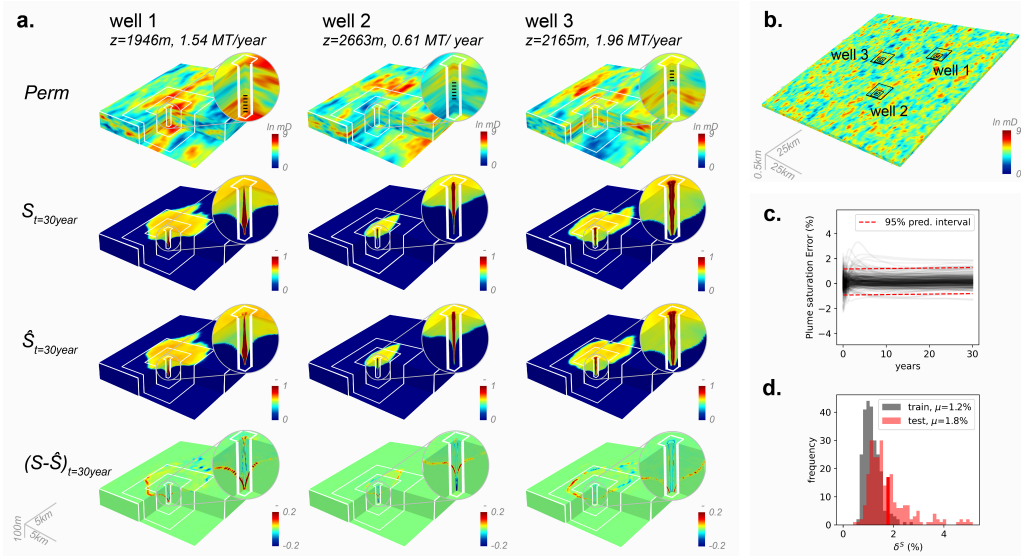 a.
well 1
z=1946m, 1.54 MT/year
well 2
z=2663m, 0.61 MT/ year
well 3
z=2165m, 1.96 MT/year
Perm
ln mD
9
0
ln mD
9
0
ln mD
9
0
S t=30year
1
0
1
0
1
0
Ŝ t=30year
-
1
0
-
1
0
-
1
0
(S-Ŝ) t=30year
0.2
-0.2
0.2
-0.2
0.2
-0.2
100m
5km
5km
b.
well 3
well 1
well 2
0.5km
25km
25km
ln mD
9
0
c.
Plume saturation Error (%)
4
2
0
−2
−4
95% pred. interval
0
10
20
30
years
d.
frequency
40
30
20
10
0
train, μ=1.2%
test, μ=1.8%
0
2
4
δ^S (%)